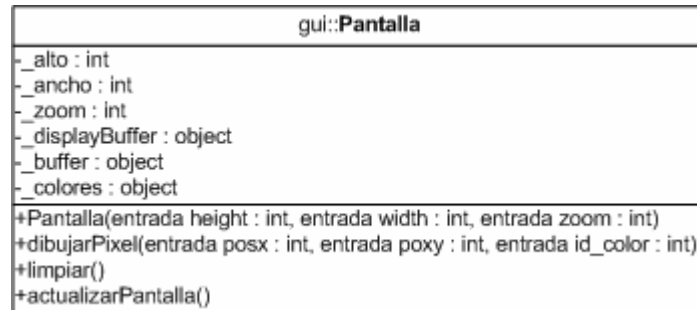 gui::Pantalla
-_alto : int
-_ancho : int
-_zoom : int
-_displayBuffer : object
-_buffer : object
-_colores : object
+Pantalla(entrada height : int, entrada width : int, entrada zoom : int)
+dibujarPixel(entrada posx : int, entrada poxy : int, entrada id_color : int)
+limpiar()
+actualizarPantalla()